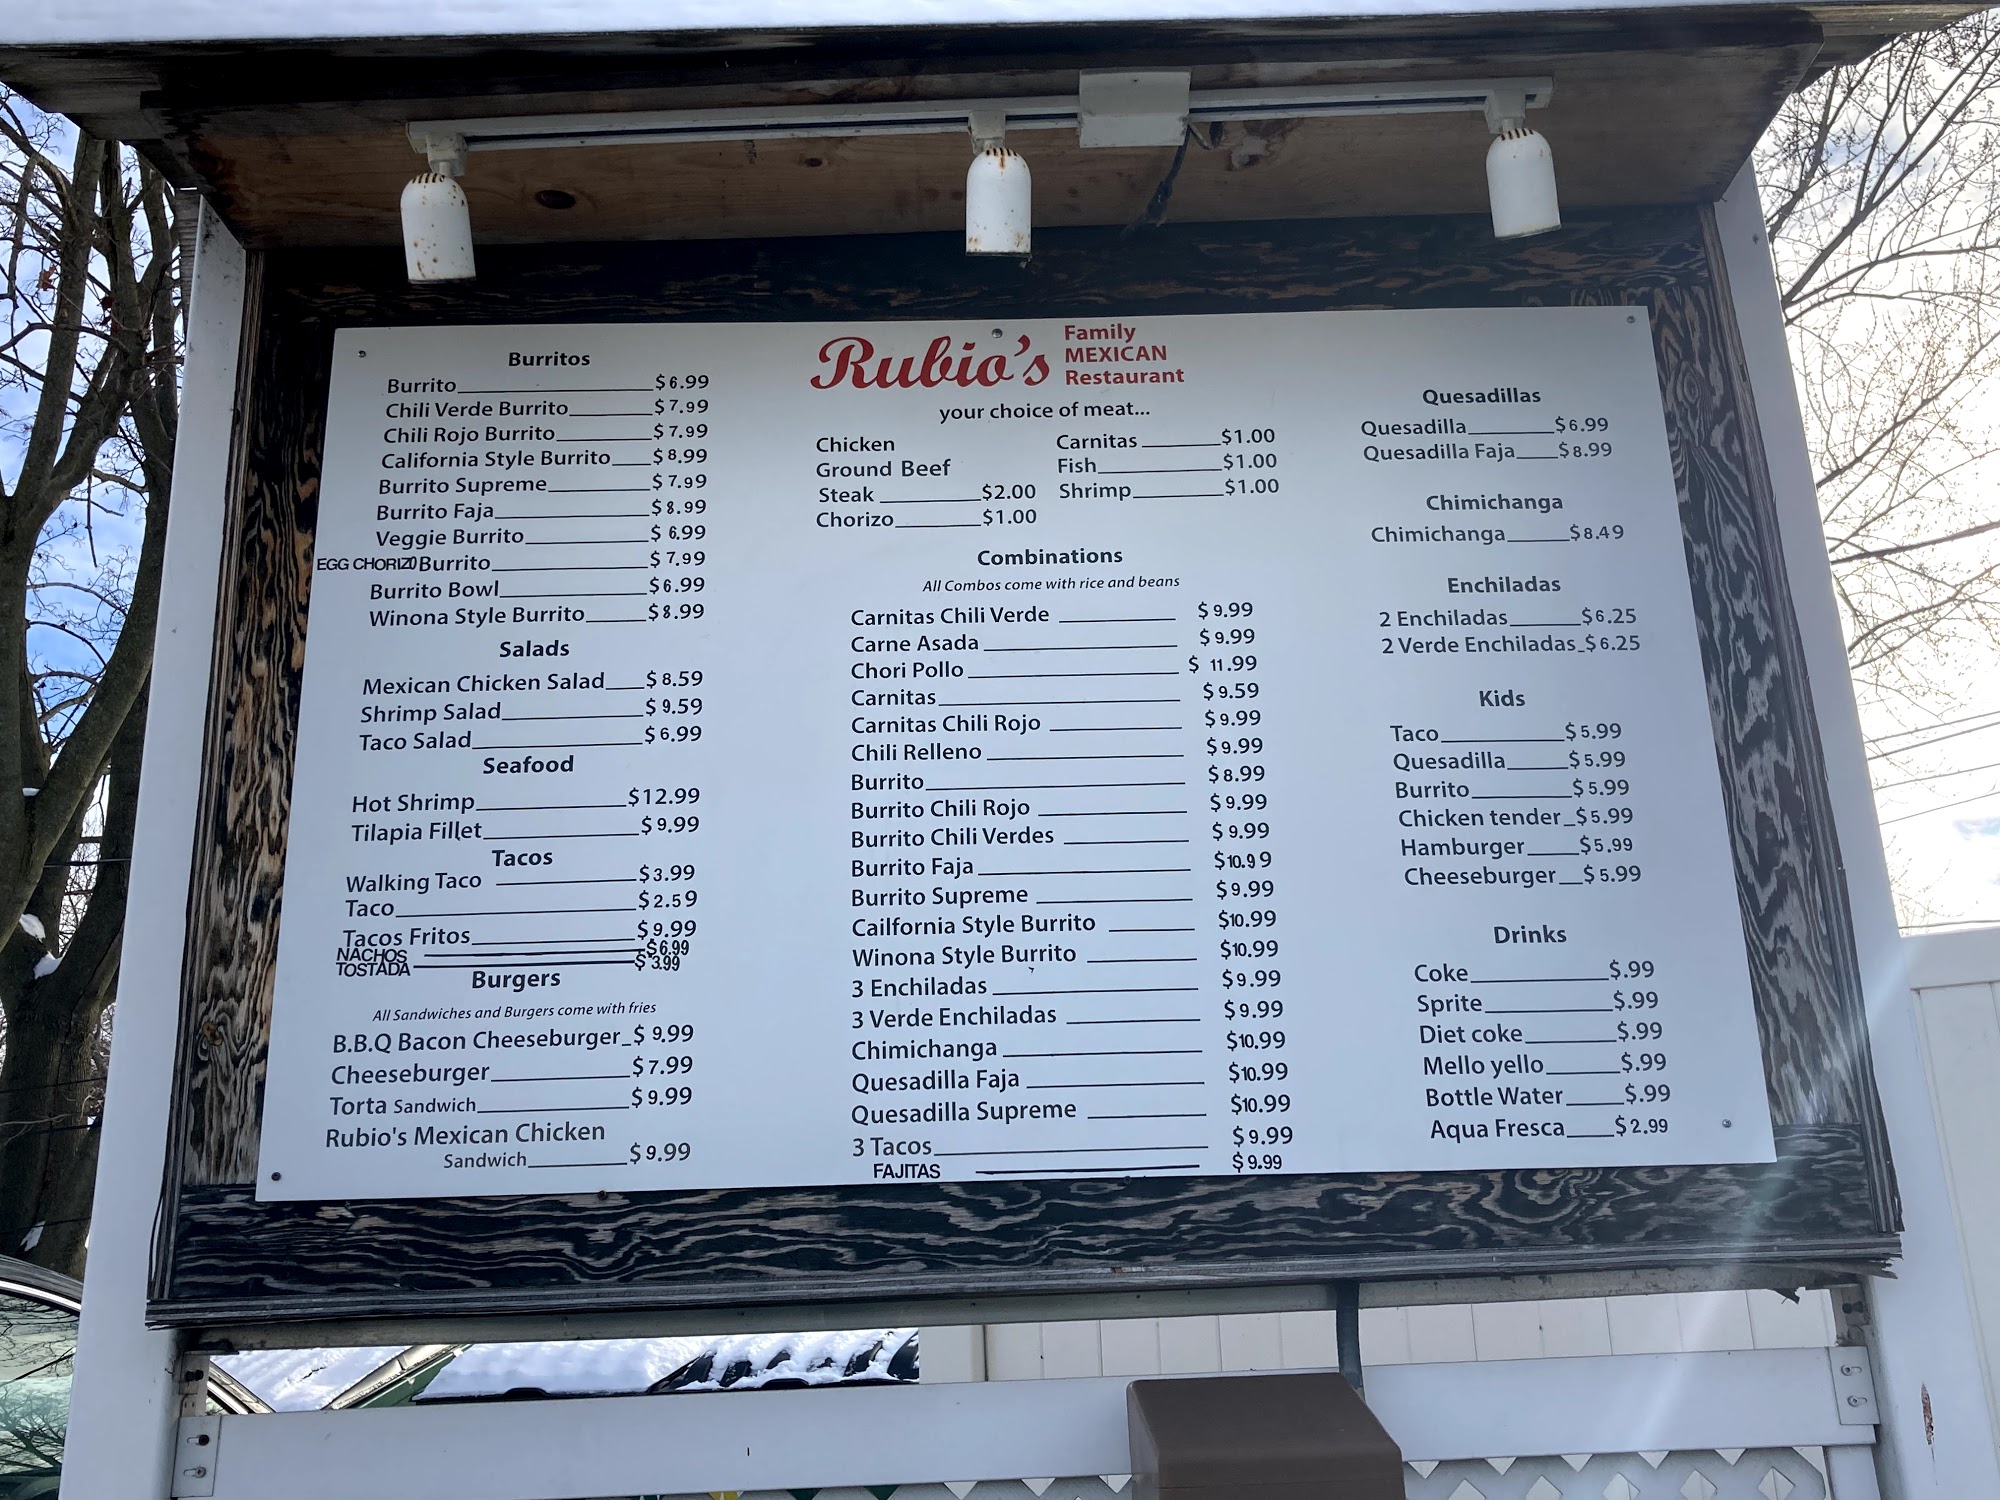 Rubio's Family
MEXICAN
Restaurant
Burritos
Burrito $6.99
Chili Verde Burrito $7.99
Chili Rojo Burrito $7.99
California Style Burrito $8.99
Burrito Supreme $7.99
Burrito Faja $8.99
Veggie Burrito $6.99
EGG CHORIZO Burrito $7.99
Burrito Bowl $6.99
Winona Style Burrito $8.99
Salads
Mexican Chicken Salad $8.59
Shrimp Salad $9.59
Taco Salad $6.99
Seafood
Hot Shrimp $12.99
Tilapia Fillet $9.99
Tacos
Walking Taco $3.99
Taco $2.59
Tacos Fritos $9.99
NACHOS $6.99
TOSTADA $3.99
Burgers
All Sandwiches and Burgers come with fries
B.B.Q Bacon Cheeseburger $9.99
Cheeseburger $7.99
Torta Sandwich $9.99
Rubio's Mexican Chicken
Sandwich $9.99
your choice of meat...
Chicken
Ground Beef
Steak $2.00
Chorizo $1.00
Carnitas $1.00
Fish $1.00
Shrimp $1.00
Combinations
All Combos come with rice and beans
Carnitas Chili Verde $9.99
Carne Asada $9.99
Chori Pollo $11.99
Carnitas $9.59
Carnitas Chili Rojo $9.99
Chili Relleno $9.99
Burrito $8.99
Burrito Chili Rojo $9.99
Burrito Chili Verdes $9.99
Burrito Faja $10.99
Burrito Supreme $9.99
Cailfornia Style Burrito $10.99
Winona Style Burrito $10.99
3 Enchiladas $9.99
3 Verde Enchiladas $9.99
Chimichanga $10.99
Quesadilla Faja $10.99
Quesadilla Supreme $10.99
3 Tacos $9.99
FAJITAS $9.99
Quesadillas
Quesadilla $6.99
Quesadilla Faja $8.99
Chimichanga
Chimichanga $8.49
Enchiladas
2 Enchiladas $6.25
2 Verde Enchiladas $6.25
Kids
Taco $5.99
Quesadilla $5.99
Burrito $5.99
Chicken tender $5.99
Hamburger $5.99
Cheeseburger $5.99
Drinks
Coke $.99
Sprite $.99
Diet coke $.99
Mello yello $.99
Bottle Water $.99
Aqua Fresca $2.99